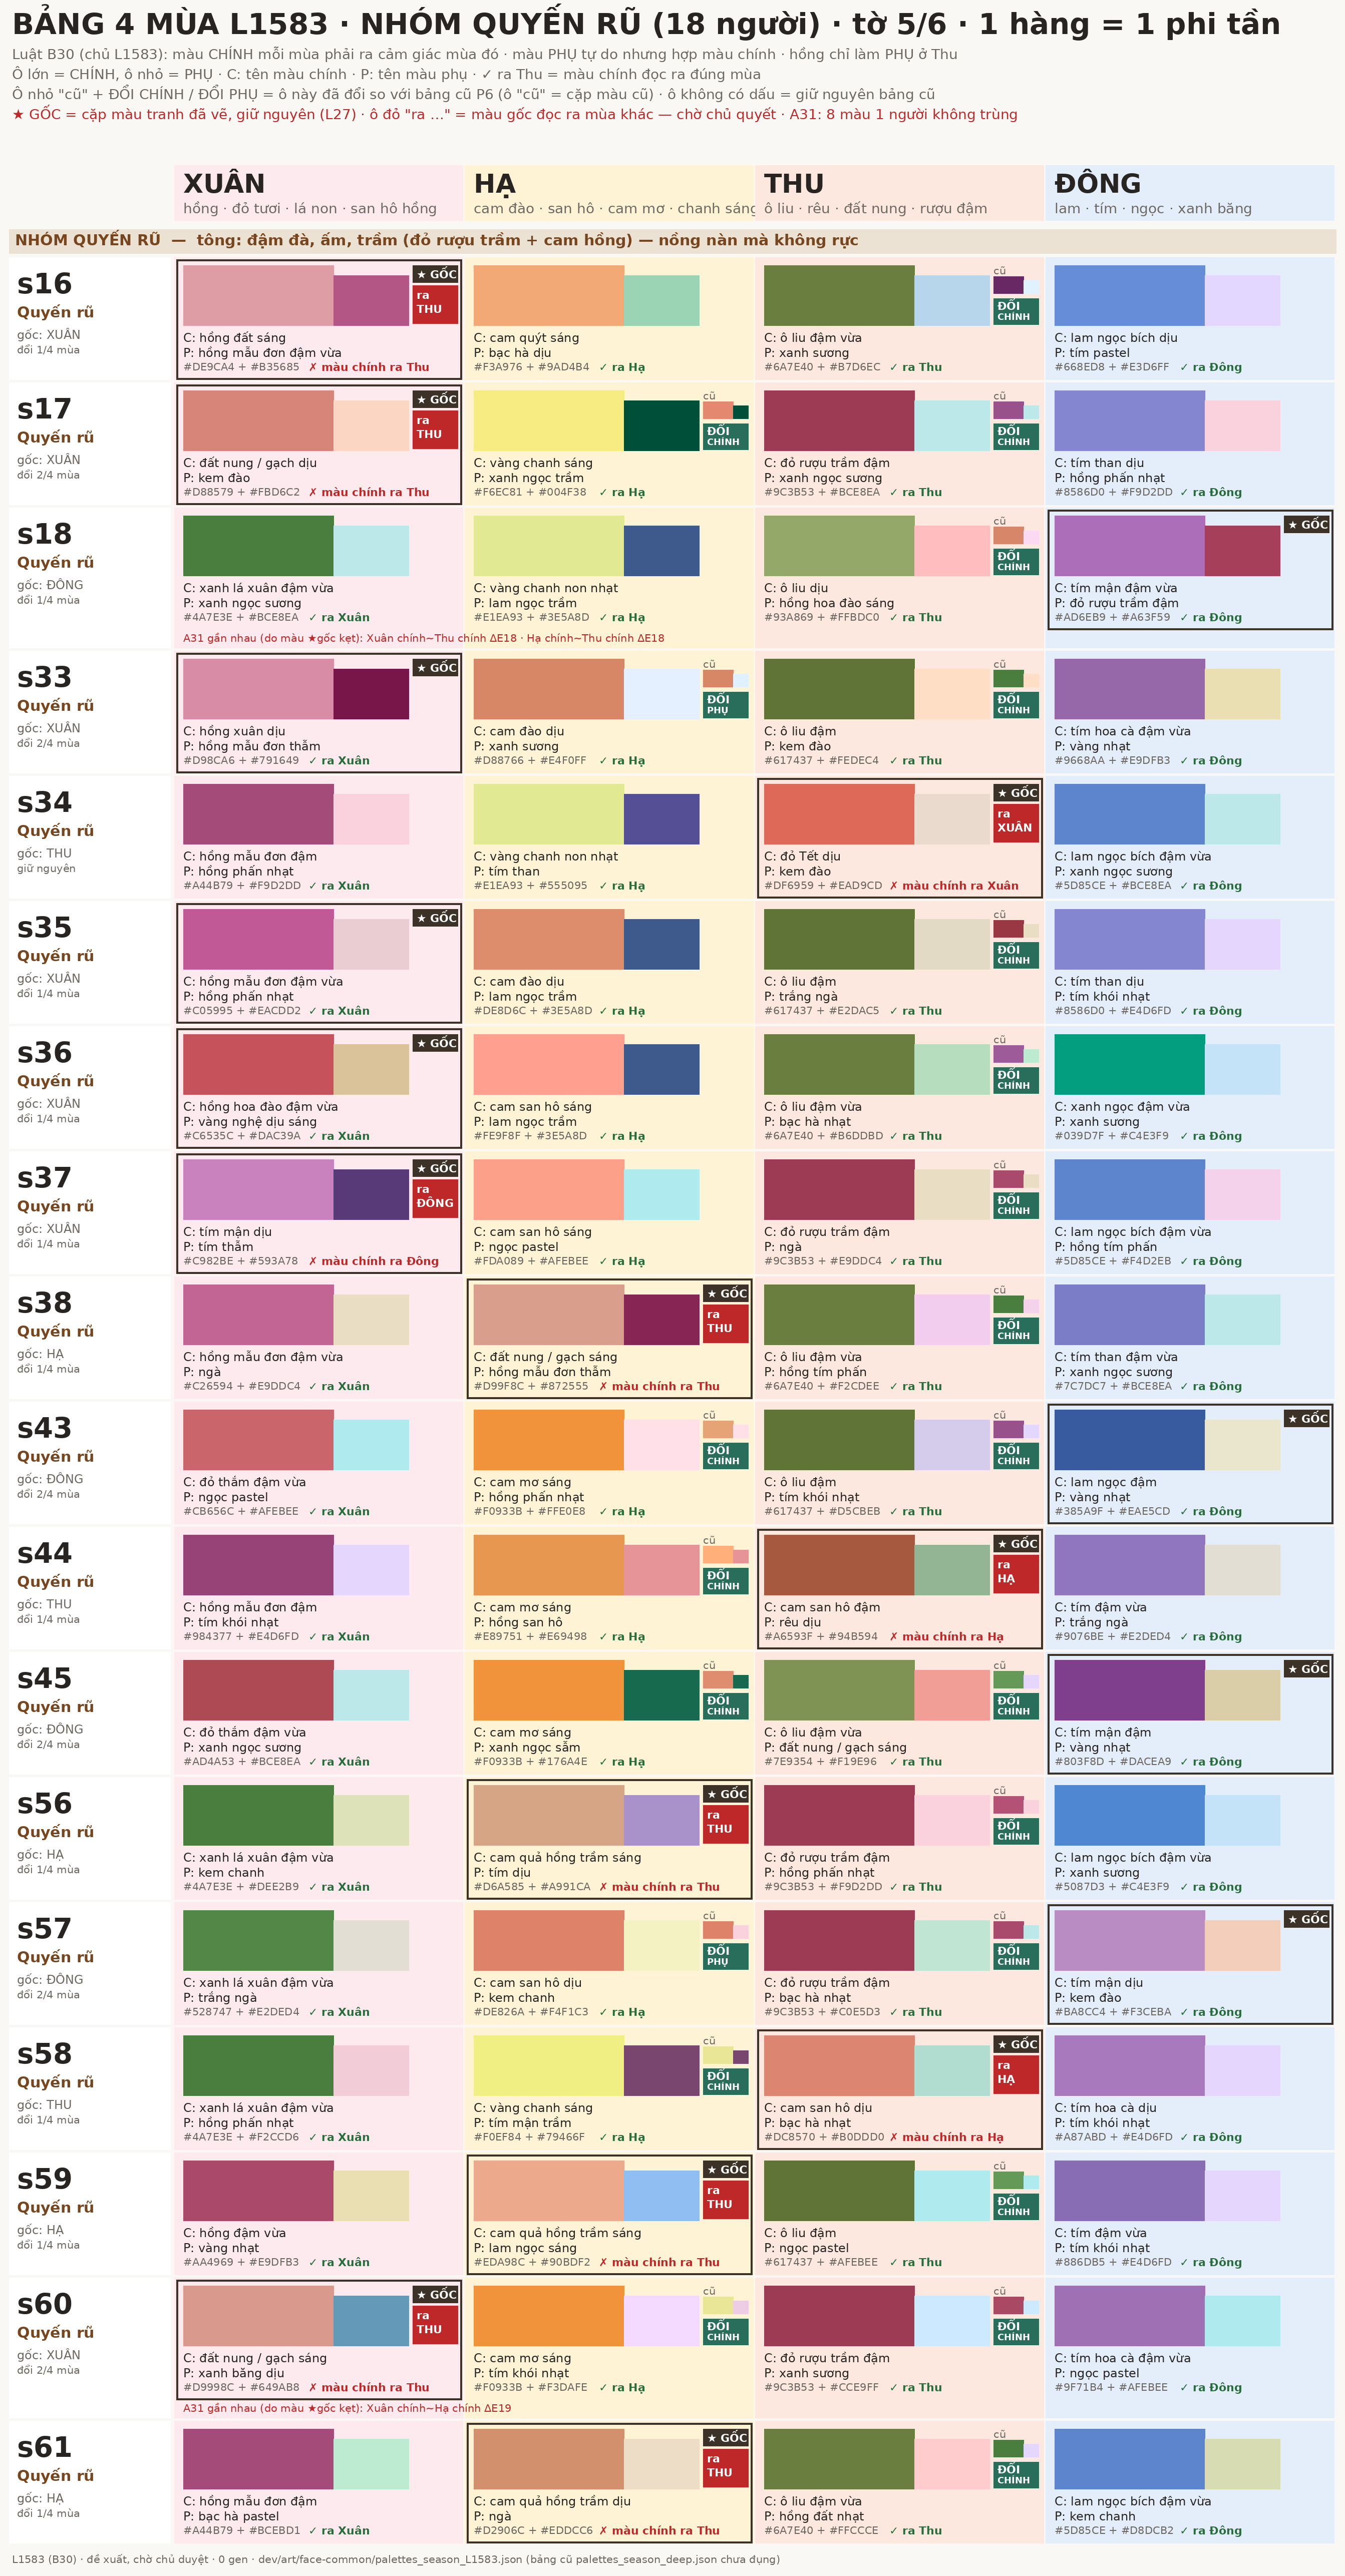 BẢNG 4 MÙA L1583 · NHÓM QUYẾN RŨ (18 người) · tờ 5/6 · 1 hàng = 1 phi tần
Luật B30 (chủ L1583): màu CHÍNH mỗi mùa phải ra cảm giác mùa đó · màu PHỤ tự do nhưng hợp màu chính · hồng chỉ làm PHỤ ở Thu
Ô lớn = CHÍNH, ô nhỏ = PHỤ · C: tên màu chính · P: tên màu phụ · ✓ ra Thu = màu chính đọc ra đúng mùa
Ô nhỏ "cũ" + ĐỔI CHÍNH / ĐỔI PHỤ = ô này đã đổi so với bảng cũ P6 (ô "cũ" = cặp màu cũ) · ô không có dấu = giữ nguyên bảng cũ
★ GỐC = cặp màu tranh đã vẽ, giữ nguyên (L27) · ô đỏ "ra ..." = màu gốc đọc ra mùa khác — chờ chủ quyết · A31: 8 màu 1 người không trùng
XUÂN
hồng · đỏ tươi · lá non · san hô hồng
HẠ
cam đào · san hô · cam mơ · chanh sáng
THU
ô liu · rêu · đất nung · rượu đậm
ĐÔNG
lam · tím · ngọc · xanh băng
NHÓM QUYẾN RŨ — tông: đậm đà, ấm, trầm (đỏ rượu trầm + cam hồng) — nồng nàn mà không rực
s16
Quyến rũ
gốc: XUÂN
đổi 1/4 mùa
★ GỐC
ra
THU
C: hồng đất sáng
P: hồng mẫu đơn đậm vừa
#DE9CA4 + #B35685 ✗ màu chính ra Thu
C: cam quýt sáng
P: bạc hà dịu
#F3A976 + #9AD4B4 ✓ ra Hạ
cũ
ĐỔI
CHÍNH
C: ô liu đậm vừa
P: xanh sương
#6A7E40 + #B7D6EC ✓ ra Thu
C: lam ngọc bích dịu
P: tím pastel
#668ED8 + #E3D6FF ✓ ra Đông
s17
Quyến rũ
gốc: XUÂN
đổi 2/4 mùa
★ GỐC
ra
THU
C: đất nung / gạch dịu
P: kem đào
#D88579 + #FBD6C2 ✗ màu chính ra Thu
cũ
ĐỔI
CHÍNH
C: vàng chanh sáng
P: xanh ngọc trầm
#F6EC81 + #004F38 ✓ ra Hạ
cũ
ĐỔI
CHÍNH
C: đỏ rượu trầm đậm
P: xanh ngọc sương
#9C3B53 + #BCE8EA ✓ ra Thu
C: tím than dịu
P: hồng phấn nhạt
#8586D0 + #F9D2DD ✓ ra Đông
s18
Quyến rũ
gốc: ĐÔNG
đổi 1/4 mùa
C: xanh lá xuân đậm vừa
P: xanh ngọc sương
#4A7E3E + #BCE8EA ✓ ra Xuân
C: vàng chanh non nhạt
P: lam ngọc trầm
#E1EA93 + #3E5A8D ✓ ra Hạ
cũ
ĐỔI
CHÍNH
C: ô liu dịu
P: hồng hoa đào sáng
#93A869 + #FFBDC0 ✓ ra Thu
★ GỐC
C: tím mận đậm vừa
P: đỏ rượu trầm đậm
#AD6EB9 + #A63F59 ✓ ra Đông
A31 gần nhau (do màu ★gốc kẹt): Xuân chính~Thu chính ΔE18 · Hạ chính~Thu chính ΔE18
s33
Quyến rũ
gốc: XUÂN
đổi 2/4 mùa
★ GỐC
C: hồng xuân dịu
P: hồng mẫu đơn thẫm
#D98CA6 + #791649 ✓ ra Xuân
cũ
ĐỔI
PHỤ
C: cam đào dịu
P: xanh sương
#D88766 + #E4F0FF ✓ ra Hạ
cũ
ĐỔI
CHÍNH
C: ô liu đậm
P: kem đào
#617437 + #FEDEC4 ✓ ra Thu
C: tím hoa cà đậm vừa
P: vàng nhạt
#9668AA + #E9DFB3 ✓ ra Đông
s34
Quyến rũ
gốc: THU
giữ nguyên
C: hồng mẫu đơn đậm
P: hồng phấn nhạt
#A44B79 + #F9D2DD ✓ ra Xuân
C: vàng chanh non nhạt
P: tím than
#E1EA93 + #555095 ✓ ra Hạ
★ GỐC
ra
XUÂN
C: đỏ Tết dịu
P: kem đào
#DF6959 + #EAD9CD ✗ màu chính ra Xuân
C: lam ngọc bích đậm vừa
P: xanh ngọc sương
#5D85CE + #BCE8EA ✓ ra Đông
s35
Quyến rũ
gốc: XUÂN
đổi 1/4 mùa
★ GỐC
C: hồng mẫu đơn đậm vừa
P: hồng phấn nhạt
#C05995 + #EACDD2 ✓ ra Xuân
C: cam đào dịu
P: lam ngọc trầm
#DE8D6C + #3E5A8D ✓ ra Hạ
cũ
ĐỔI
CHÍNH
C: ô liu đậm
P: trắng ngà
#617437 + #E2DAC5 ✓ ra Thu
C: tím than dịu
P: tím khói nhạt
#8586D0 + #E4D6FD ✓ ra Đông
s36
Quyến rũ
gốc: XUÂN
đổi 1/4 mùa
★ GỐC
C: hồng hoa đào đậm vừa
P: vàng nghệ dịu sáng
#C6535C + #DAC39A ✓ ra Xuân
C: cam san hô sáng
P: lam ngọc trầm
#FE9F8F + #3E5A8D ✓ ra Hạ
cũ
ĐỔI
CHÍNH
C: ô liu đậm vừa
P: bạc hà nhạt
#6A7E40 + #B6DDBD ✓ ra Thu
C: xanh ngọc đậm vừa
P: xanh sương
#039D7F + #C4E3F9 ✓ ra Đông
s37
Quyến rũ
gốc: XUÂN
đổi 1/4 mùa
★ GỐC
ra
ĐÔNG
C: tím mận dịu
P: tím thẫm
#C982BE + #593A78 ✗ màu chính ra Đông
C: cam san hô sáng
P: ngọc pastel
#FDA089 + #AFEBEE ✓ ra Hạ
cũ
ĐỔI
CHÍNH
C: đỏ rượu trầm đậm
P: ngà
#9C3B53 + #E9DDC4 ✓ ra Thu
C: lam ngọc bích đậm vừa
P: hồng tím phấn
#5D85CE + #F4D2EB ✓ ra Đông
s38
Quyến rũ
gốc: HẠ
đổi 1/4 mùa
C: hồng mẫu đơn đậm vừa
P: ngà
#C26594 + #E9DDC4 ✓ ra Xuân
★ GỐC
ra
THU
C: đất nung / gạch sáng
P: hồng mẫu đơn thẫm
#D99F8C + #872555 ✗ màu chính ra Thu
cũ
ĐỔI
CHÍNH
C: ô liu đậm vừa
P: hồng tím phấn
#6A7E40 + #F2CDEE ✓ ra Thu
C: tím than đậm vừa
P: xanh ngọc sương
#7C7DC7 + #BCE8EA ✓ ra Đông
s43
Quyến rũ
gốc: ĐÔNG
đổi 2/4 mùa
C: đỏ thắm đậm vừa
P: ngọc pastel
#CB656C + #AFEBEE ✓ ra Xuân
cũ
ĐỔI
CHÍNH
C: cam mơ sáng
P: hồng phấn nhạt
#F0933B + #FFE0E8 ✓ ra Hạ
cũ
ĐỔI
CHÍNH
C: ô liu đậm
P: tím khói nhạt
#617437 + #D5CBEB ✓ ra Thu
★ GỐC
C: lam ngọc đậm
P: vàng nhạt
#385A9F + #EAE5CD ✓ ra Đông
s44
Quyến rũ
gốc: THU
đổi 1/4 mùa
C: hồng mẫu đơn đậm
P: tím khói nhạt
#984377 + #E4D6FD ✓ ra Xuân
cũ
ĐỔI
CHÍNH
C: cam mơ sáng
P: hồng san hô
#E89751 + #E69498 ✓ ra Hạ
★ GỐC
ra
HẠ
C: cam san hô đậm
P: rêu dịu
#A6593F + #94B594 ✗ màu chính ra Hạ
C: tím đậm vừa
P: trắng ngà
#9076BE + #E2DED4 ✓ ra Đông
s45
Quyến rũ
gốc: ĐÔNG
đổi 2/4 mùa
C: đỏ thắm đậm vừa
P: xanh ngọc sương
#AD4A53 + #BCE8EA ✓ ra Xuân
cũ
ĐỔI
CHÍNH
C: cam mơ sáng
P: xanh ngọc sẫm
#F0933B + #176A4E ✓ ra Hạ
cũ
ĐỔI
CHÍNH
C: ô liu đậm vừa
P: đất nung / gạch sáng
#7E9354 + #F19E96 ✓ ra Thu
★ GỐC
C: tím mận đậm
P: vàng nhạt
#803F8D + #DACEA9 ✓ ra Đông
s56
Quyến rũ
gốc: HẠ
đổi 1/4 mùa
C: xanh lá xuân đậm vừa
P: kem chanh
#4A7E3E + #DEE2B9 ✓ ra Xuân
★ GỐC
ra
THU
C: cam quả hồng trầm sáng
P: tím dịu
#D6A585 + #A991CA ✗ màu chính ra Thu
cũ
ĐỔI
CHÍNH
C: đỏ rượu trầm đậm
P: hồng phấn nhạt
#9C3B53 + #F9D2DD ✓ ra Thu
C: lam ngọc bích đậm vừa
P: xanh sương
#5087D3 + #C4E3F9 ✓ ra Đông
s57
Quyến rũ
gốc: ĐÔNG
đổi 2/4 mùa
C: xanh lá xuân đậm vừa
P: trắng ngà
#528747 + #E2DED4 ✓ ra Xuân
cũ
ĐỔI
PHỤ
C: cam san hô dịu
P: kem chanh
#DE826A + #F4F1C3 ✓ ra Hạ
cũ
ĐỔI
CHÍNH
C: đỏ rượu trầm đậm
P: bạc hà nhạt
#9C3B53 + #C0E5D3 ✓ ra Thu
★ GỐC
C: tím mận dịu
P: kem đào
#BA8CC4 + #F3CEBA ✓ ra Đông
s58
Quyến rũ
gốc: THU
đổi 1/4 mùa
C: xanh lá xuân đậm vừa
P: hồng phấn nhạt
#4A7E3E + #F2CCD6 ✓ ra Xuân
cũ
ĐỔI
CHÍNH
C: vàng chanh sáng
P: tím mận trầm
#F0EF84 + #79466F ✓ ra Hạ
★ GỐC
ra
HẠ
C: cam san hô dịu
P: bạc hà nhạt
#DC8570 + #B0DDD0 ✗ màu chính ra Hạ
C: tím hoa cà dịu
P: tím khói nhạt
#A87ABD + #E4D6FD ✓ ra Đông
s59
Quyến rũ
gốc: HẠ
đổi 1/4 mùa
C: hồng đậm vừa
P: vàng nhạt
#AA4969 + #E9DFB3 ✓ ra Xuân
★ GỐC
ra
THU
C: cam quả hồng trầm sáng
P: lam ngọc sáng
#EDA98C + #90BDF2 ✗ màu chính ra Thu
cũ
ĐỔI
CHÍNH
C: ô liu đậm
P: ngọc pastel
#617437 + #AFEBEE ✓ ra Thu
C: tím đậm vừa
P: tím khói nhạt
#886DB5 + #E4D6FD ✓ ra Đông
s60
Quyến rũ
gốc: XUÂN
đổi 2/4 mùa
★ GỐC
ra
THU
C: đất nung / gạch sáng
P: xanh băng dịu
#D9998C + #649AB8 ✗ màu chính ra Thu
cũ
ĐỔI
CHÍNH
C: cam mơ sáng
P: tím khói nhạt
#F0933B + #F3DAFE ✓ ra Hạ
cũ
ĐỔI
CHÍNH
C: đỏ rượu trầm đậm
P: xanh sương
#9C3B53 + #CCE9FF ✓ ra Thu
C: tím hoa cà đậm vừa
P: ngọc pastel
#9F71B4 + #AFEBEE ✓ ra Đông
A31 gần nhau (do màu ★gốc kẹt): Xuân chính~Hạ chính ΔE19
s61
Quyến rũ
gốc: HẠ
đổi 1/4 mùa
C: hồng mẫu đơn đậm
P: bạc hà pastel
#A44B79 + #BCEBD1 ✓ ra Xuân
★ GỐC
ra
THU
C: cam quả hồng trầm dịu
P: ngà
#D2906C + #EDDCC6 ✗ màu chính ra Thu
cũ
ĐỔI
CHÍNH
C: ô liu đậm vừa
P: hồng đất nhạt
#6A7E40 + #FFCCCE ✓ ra Thu
C: lam ngọc bích đậm vừa
P: kem chanh
#5D85CE + #D8DCB2 ✓ ra Đông
L1583 (B30) · đề xuất, chờ chủ duyệt · 0 gen · dev/art/face-common/palettes_season_L1583.json (bảng cũ palettes_season_deep.json chưa đụng)